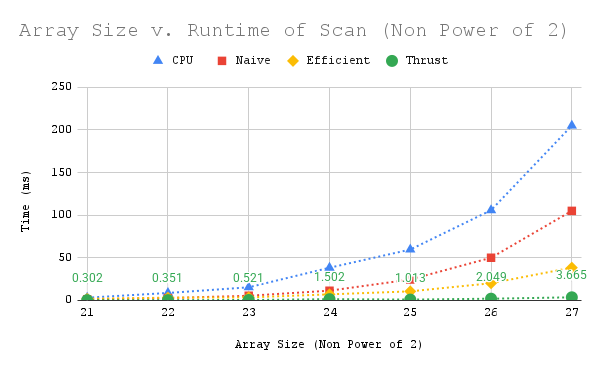 Array Size v. Runtime of Scan (Non Power of 2)
CPU Naive Efficient Thrust
250
200
150
100
50
0
Time (ms)
0.302 0.351 0.521 1.502 1.013 2.049 3.665
21 22 23 24 25 26 27
Array Size (Non Power of 2)